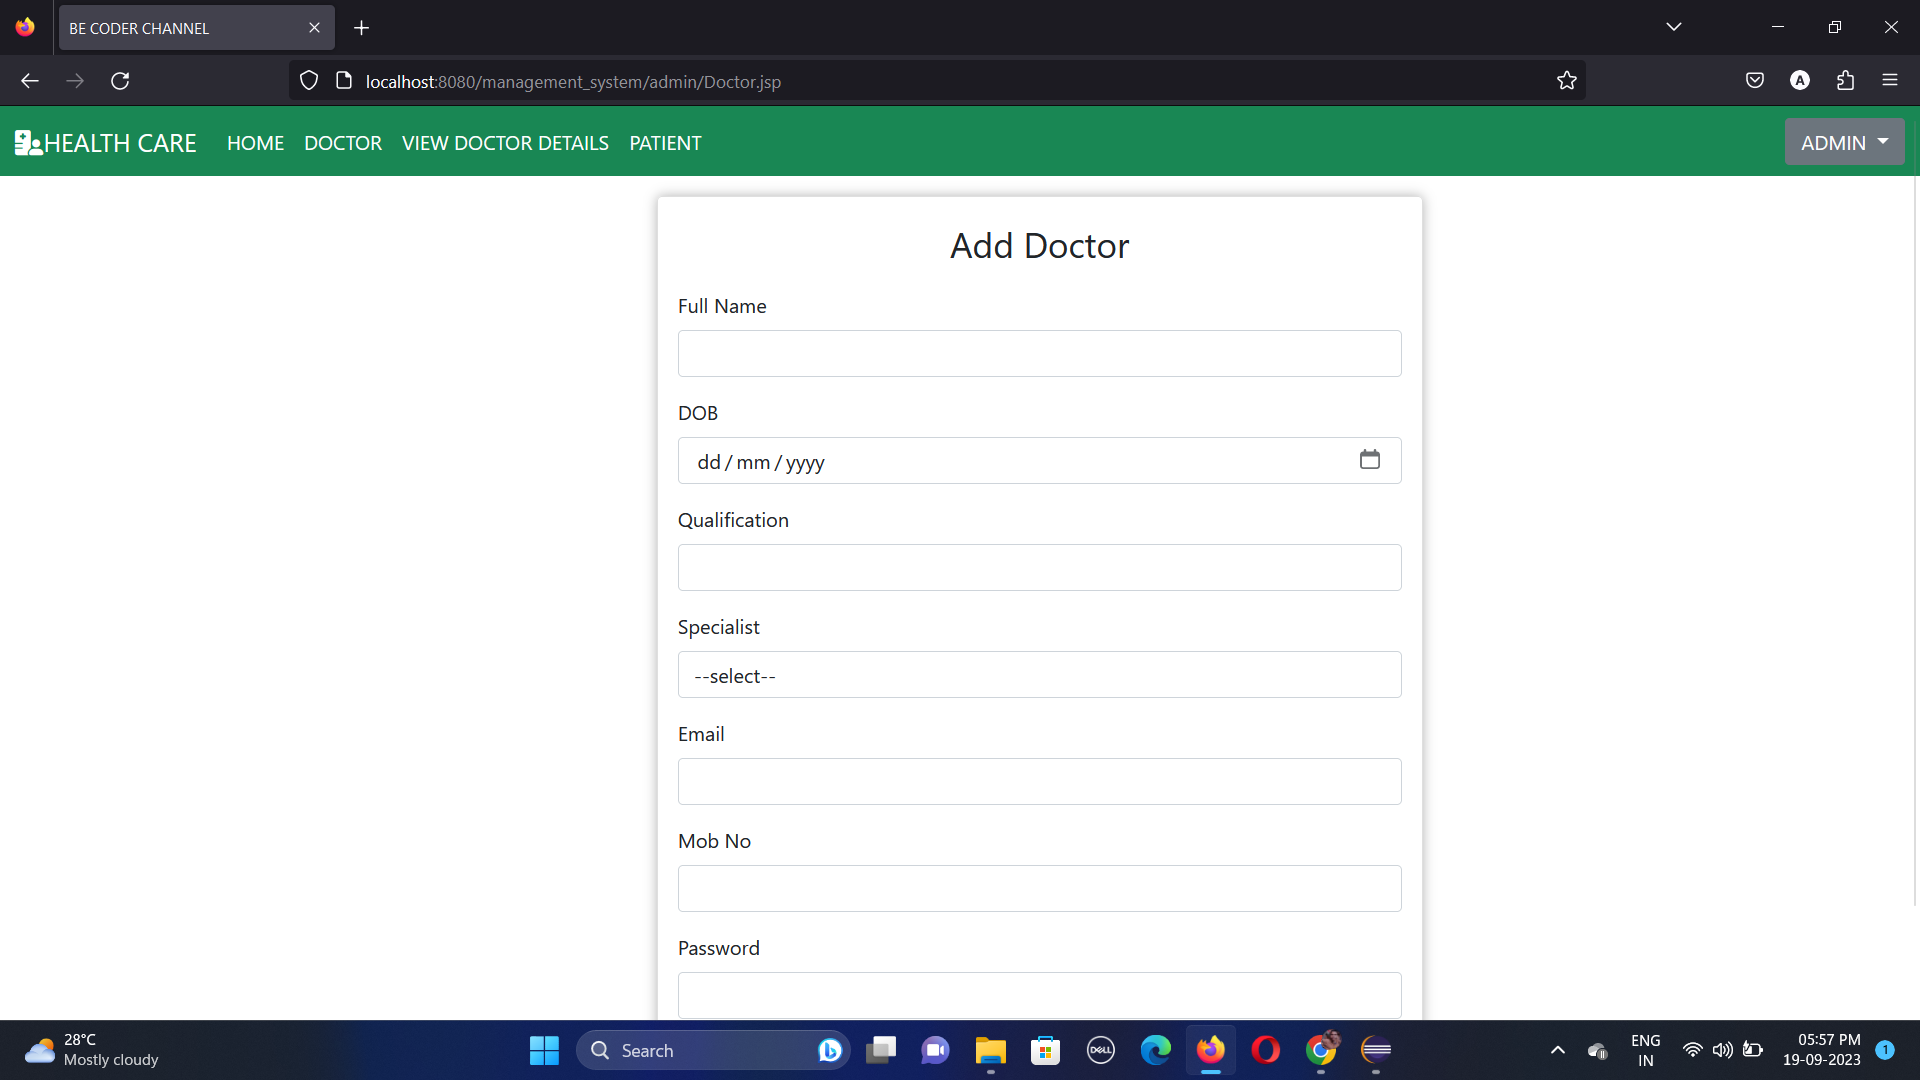 BE CODER CHANNEL
localhost:8080/management_system/admin/Doctor.jsp
A
HEALTH CARE HOME DOCTOR VIEW DOCTOR DETAILS PATIENT ADMIN
Add Doctor
Full Name
DOB
dd/mm/yyyy
Qualification
Specialist
--select--
Email
Mob No
Password
28°C
Mostly cloudy
Search
DELL
ENG
IN
05:57 PM
19-09-2023
1